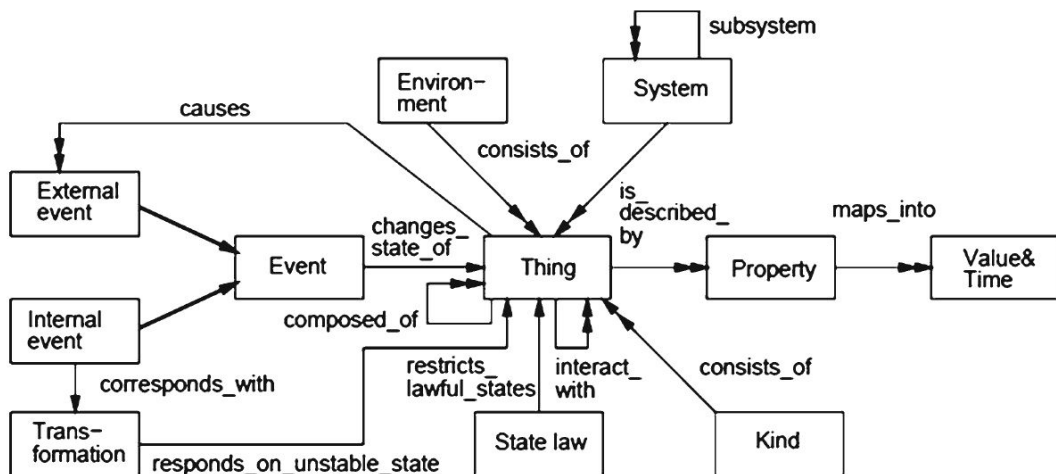 subsystem
Environ-
ment
System
causes
consists_of
External
event
is_
described_
by
maps_into
changes_
state_of
Event
Thing
Property
Value&
Time
Internal
event
composed_of
restricts_
lawful_states
interact_
with
consists_of
corresponds_with
Trans-
formation
State law
Kind
responds_on_unstable_state